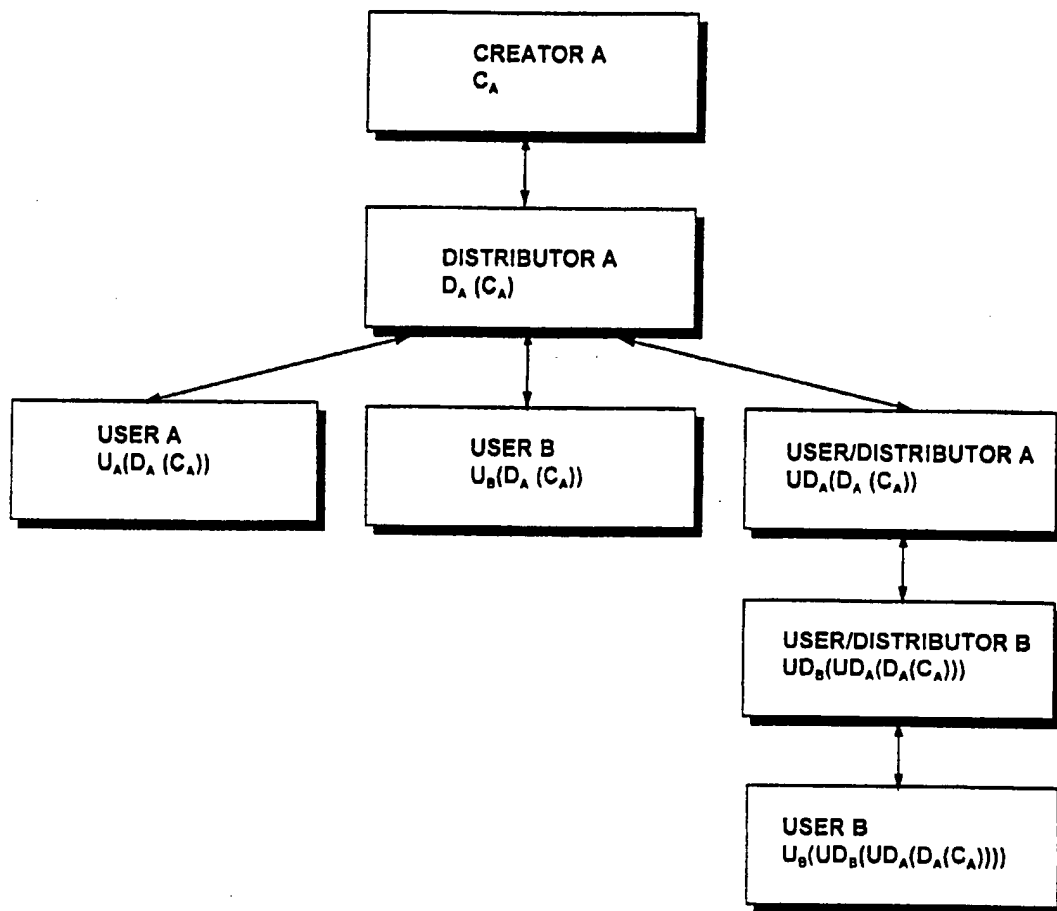 CREATOR A
C_A
DISTRIBUTOR A
D_A (C_A)
USER A
U_A(D_A (C_A))
USER B
U_B(D_A (C_A))
USER/DISTRIBUTOR A
UD_A(D_A (C_A))
USER/DISTRIBUTOR B
UD_B(UD_A(D_A(C_A)))
USER B
U_B(UD_B(UD_A(D_A(C_A))))